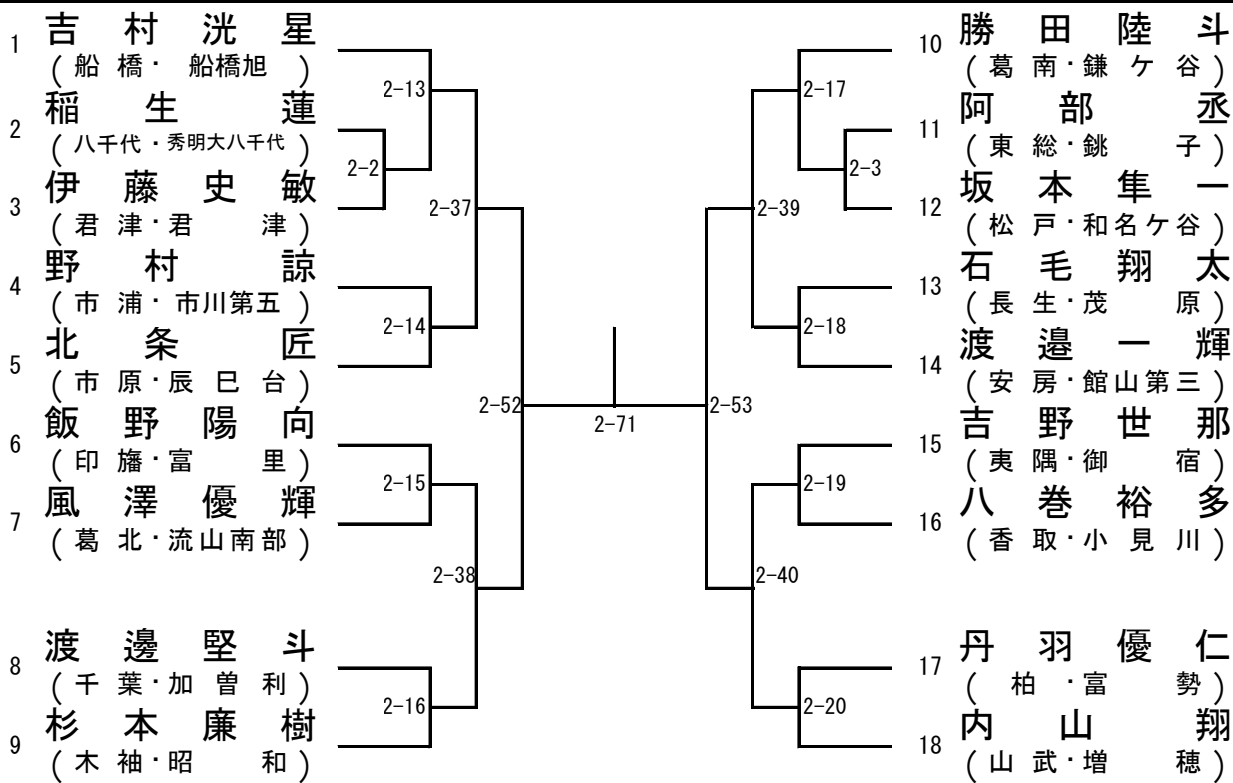 1 吉村洸星
(船橋・船橋旭)
2 稲生蓮
(八千代・秀明大八千代)
3 伊藤史敏
(君津・君津)
4 野村諒
(市浦・市川第五)
5 北条匠
(市原・辰巳台)
6 飯野陽向
(印旛・富里)
7 風澤優輝
(葛北・流山南部)
8 渡邊堅斗
(千葉・加曽利)
9 杉本廉樹
(木袖・昭和)
2-13
2-2
2-37
2-14
2-52
2-15
2-38
2-16
2-71
2-17
2-3
2-39
2-18
2-53
2-19
2-40
2-20
10 勝田陸斗
(葛南・鎌ケ谷)
11 阿部丞
(東総・銚子)
12 坂本隼一
(松戸・和名ケ谷)
13 石毛翔太
(長生・茂原)
14 渡邉一輝
(安房・館山第三)
15 吉野世那
(夷隅・御宿)
16 八巻裕多
(香取・小見川)
17 丹羽優仁
(柏・富勢)
18 内山翔
(山武・増穂)